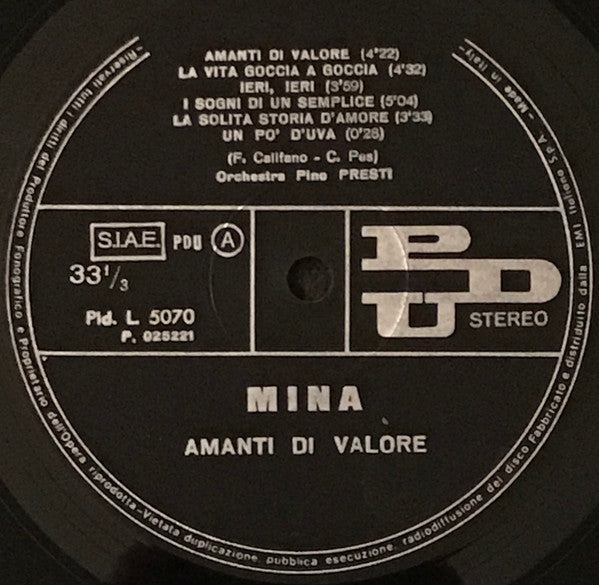 AMANTI DI VALORE (4'22)
LA VITA GOCCIA A GOCCIA (4'32)
IERI, IERI (3'59)
I SOGNI DI UN SEMPLICE (5'04)
LA SOLITA STORIA D'AMORE (3'33)
UN PO' D'UVA (0'28)
(F. Califano - C. Pes)
Orchestra Pino PRESTI
S.I.A.E. PDU A
33 1/3
Pld. L 5070
P. 025221
PDU
STEREO
MINA
AMANTI DI VALORE
-Riservati tutti i diritti del Produttore Fonografico e Proprietario dell'Opera riprodotta-Vietata duplicazione, pubblica esecuzione, radiodiffusione del disco Fabbricato e distribuito dalla EMI Italiana S.p.A. -Made in Italy-